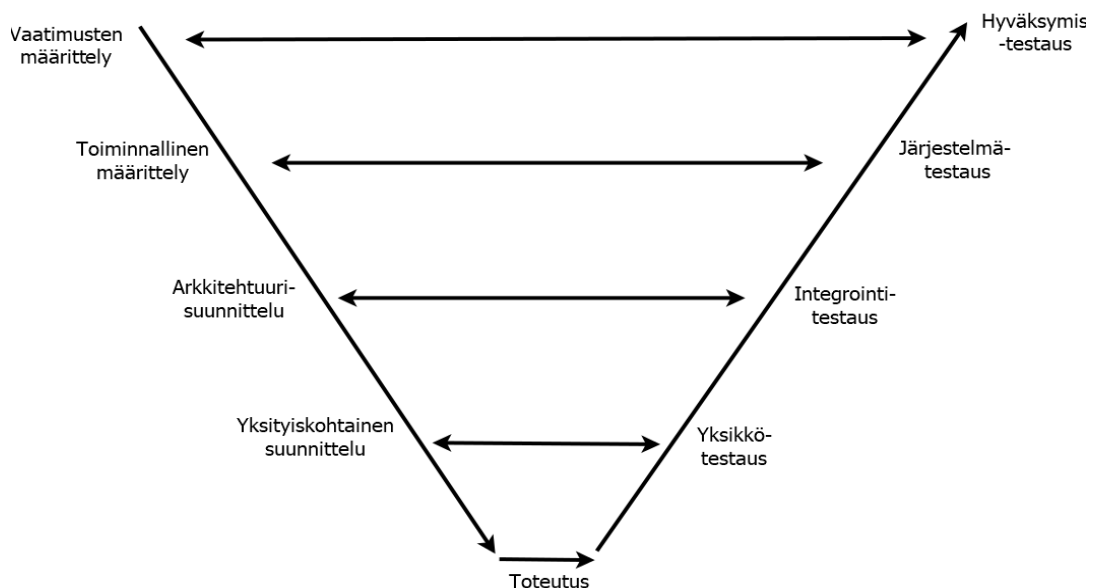 Vaatimusten
määrittely
Hyväksymis
-testaus
Toiminnallinen
määrittely
Järjestelmä-
testaus
Arkkitehtuuri-
suunnittelu
Integrointi-
testaus
Yksityiskohtainen
suunnittelu
Yksikkö-
testaus
Toteutus